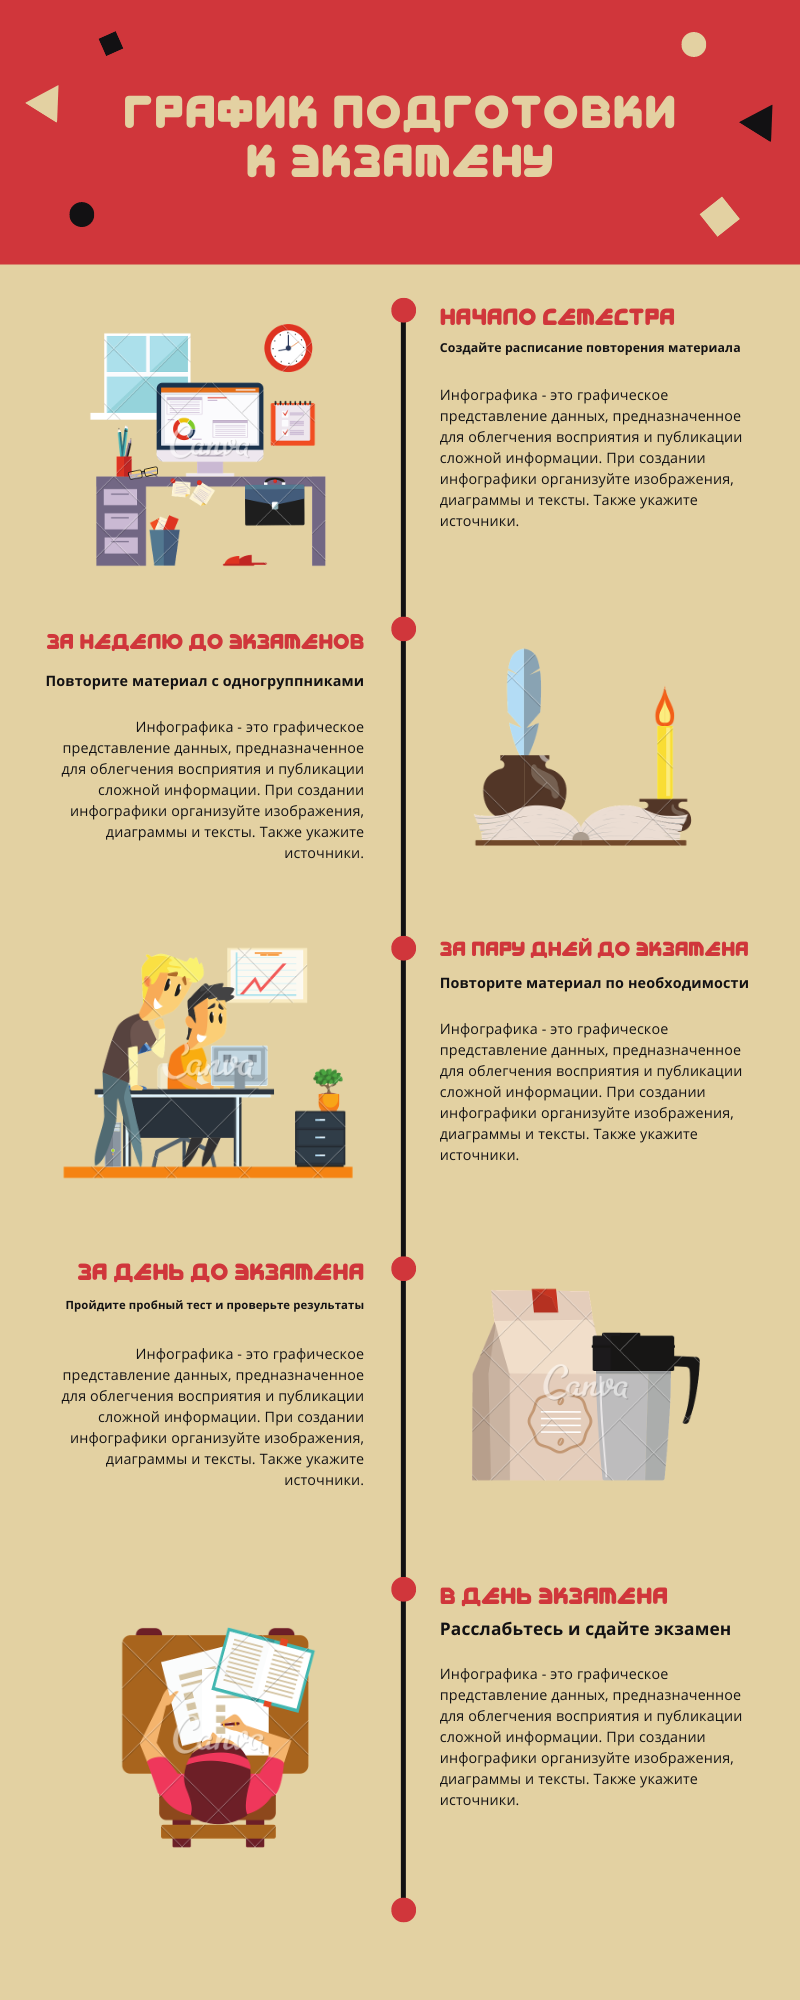 ГРАФИК ПОДГОТОВКИ
К ЭКЗАМЕНУ
НАЧАЛО СЕМЕСТРА
Создайте расписание повторения материала
Инфографика - это графическое
представление данных, предназначенное
для облегчения восприятия и публикации
сложной информации. При создании
инфографики организуйте изображения,
диаграммы и тексты. Также укажите
источники.
Canva
ЗА НЕДЕЛЮ ДО ЭКЗАМЕНОВ
Повторите материал с одногруппниками
Инфографика - это графическое
представление данных, предназначенное
для облегчения восприятия и публикации
сложной информации. При создании
инфографики организуйте изображения,
диаграммы и тексты. Также укажите
источники.
ЗА ПАРУ ДНЕЙ ДО ЭКЗАМЕНА
Повторите материал по необходимости
Инфографика - это графическое
представление данных, предназначенное
для облегчения восприятия и публикации
сложной информации. При создании
инфографики организуйте изображения,
диаграммы и тексты. Также укажите
источники.
Canva
ЗА ДЕНЬ ДО ЭКЗАМЕНА
Пройдите пробный тест и проверьте результаты
Инфографика - это графическое
представление данных, предназначенное
для облегчения восприятия и публикации
сложной информации. При создании
инфографики организуйте изображения,
диаграммы и тексты. Также укажите
источники.
Canva
В ДЕНЬ ЭКЗАМЕНА
Расслабьтесь и сдайте экзамен
Инфографика - это графическое
представление данных, предназначенное
для облегчения восприятия и публикации
сложной информации. При создании
инфографики организуйте изображения,
диаграммы и тексты. Также укажите
источники.
Canva